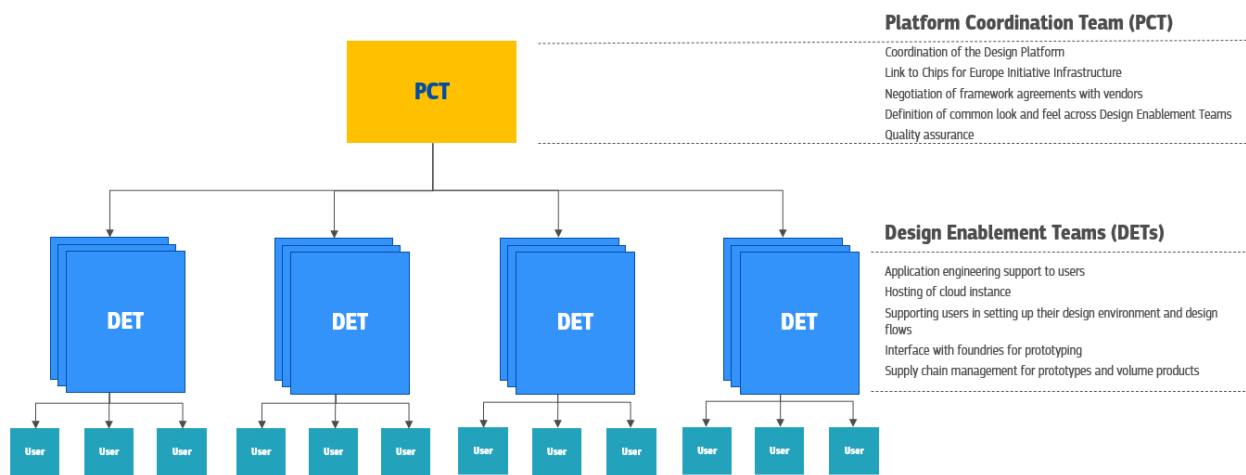 Platform Coordination Team (PCT)
PCT
Coordination of the Design Platform
Link to Chips for Europe Initiative Infrastructure
Negotiation of framework agreements with vendors
Definition of common look and feel across Design Enablement Teams
Quality assurance
Design Enablement Teams (DETs)
DET
DET
DET
DET
Application engineering support to users
Hosting of cloud instance
Supporting users in setting up their design environment and design
flows
Interface with foundries for prototyping
Supply chain management for prototypes and volume products
User
User
User
User
User
User
User
User
User
User
User
User